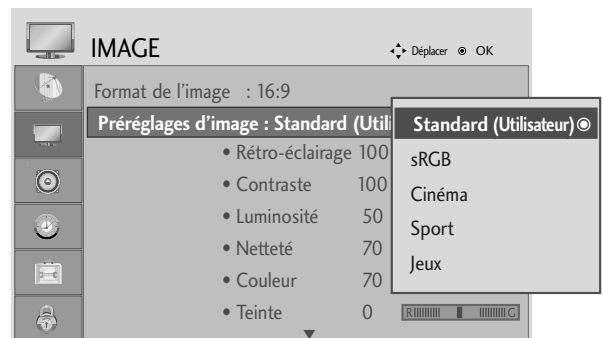 IMAGE
Déplacer OK
Format de l'image : 16:9
Préréglages d'image : Standard (Utili
• Rétro-éclairage 100
• Contraste 100
• Luminosité 50
• Netteté 70
• Couleur 70
• Teinte 0 R G
Standard (Utilisateur)
sRGB
Cinéma
Sport
Jeux